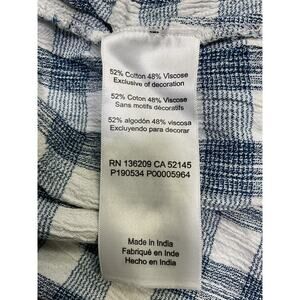 52% Cotton 48% Viscose
Exclusive of decoration
52% Coton 48% Viscose
Sans motifs décoratifs
52% algodón 48% viscosa
Excluyendo para decorar
RN 136209 CA 52145
P190534 P00005964
Made in India
Fabriqué en Inde
Hecho en India